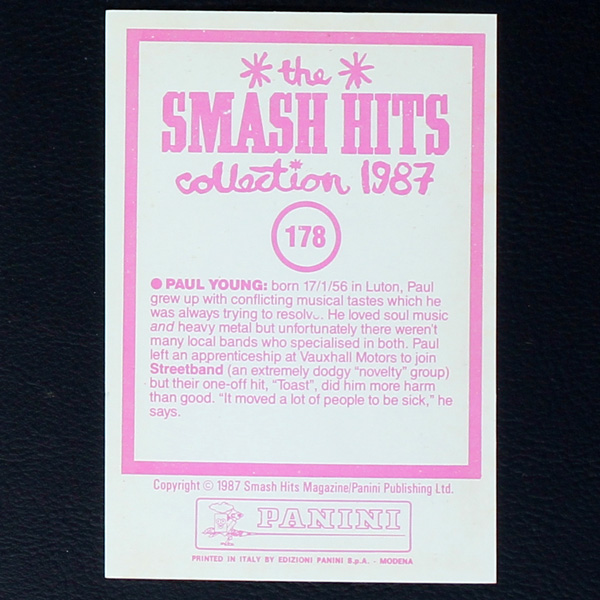 the
SMASH HITS
collection 1987
178
● PAUL YOUNG: born 17/1/56 in Luton, Paul
grew up with conflicting musical tastes which he
was always trying to resolve. He loved soul music
and heavy metal but unfortunately there weren't
many local bands who specialised in both. Paul
left an apprenticeship at Vauxhall Motors to join
Streetband (an extremely dodgy “novelty” group)
but their one-off hit, “Toast”, did him more harm
than good. “It moved a lot of people to be sick,” he
says.
Copyright © 1987 Smash Hits Magazine/Panini Publishing Ltd.
PANINI
PRINTED IN ITALY BY EDIZIONI PANINI S.p.A. - MODENA